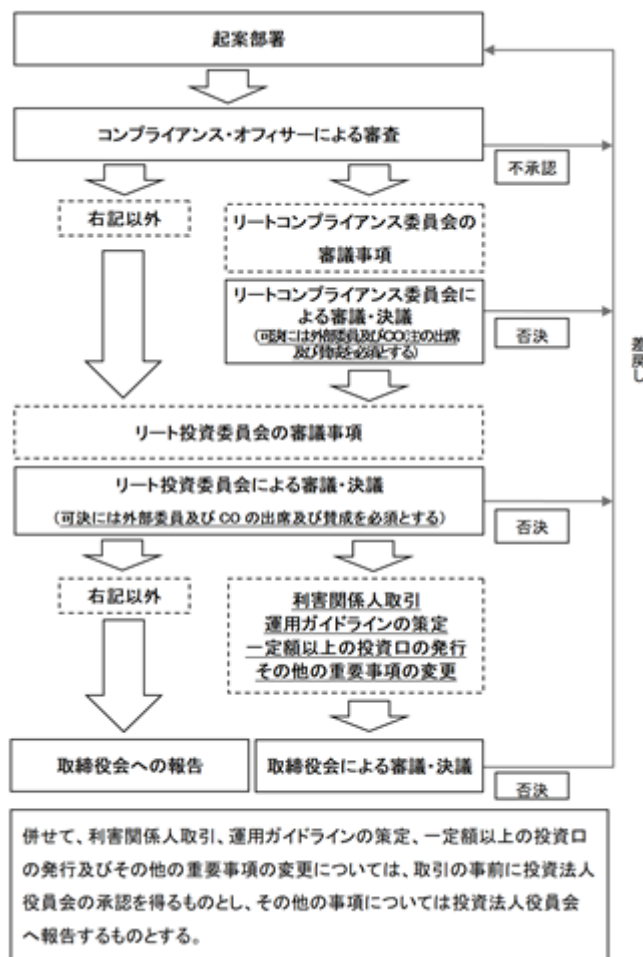 起案部署
コンプライアンス・オフィサーによる審査
不承認
右記以外
リートコンプライアンス委員会の
審議事項
リートコンプライアンス委員会に
よる審議・決議
(可決には外部委員及びCO(注)の出席
及び賛成を必須とする)
否決
差戻し
リート投資委員会の審議事項
リート投資委員会による審議・決議
(可決には外部委員及び CO の出席及び賛成を必須とする)
否決
右記以外
利害関係人取引
運用ガイドラインの策定
一定額以上の投資口の発行
その他の重要事項の変更
取締役会への報告
取締役会による審議・決議
否決
併せて、利害関係人取引、運用ガイドラインの策定、一定額以上の投資口
の発行及びその他の重要事項の変更については、取引の事前に投資法人
役員会の承認を得るものとし、その他の事項については投資法人役員会
へ報告するものとする。